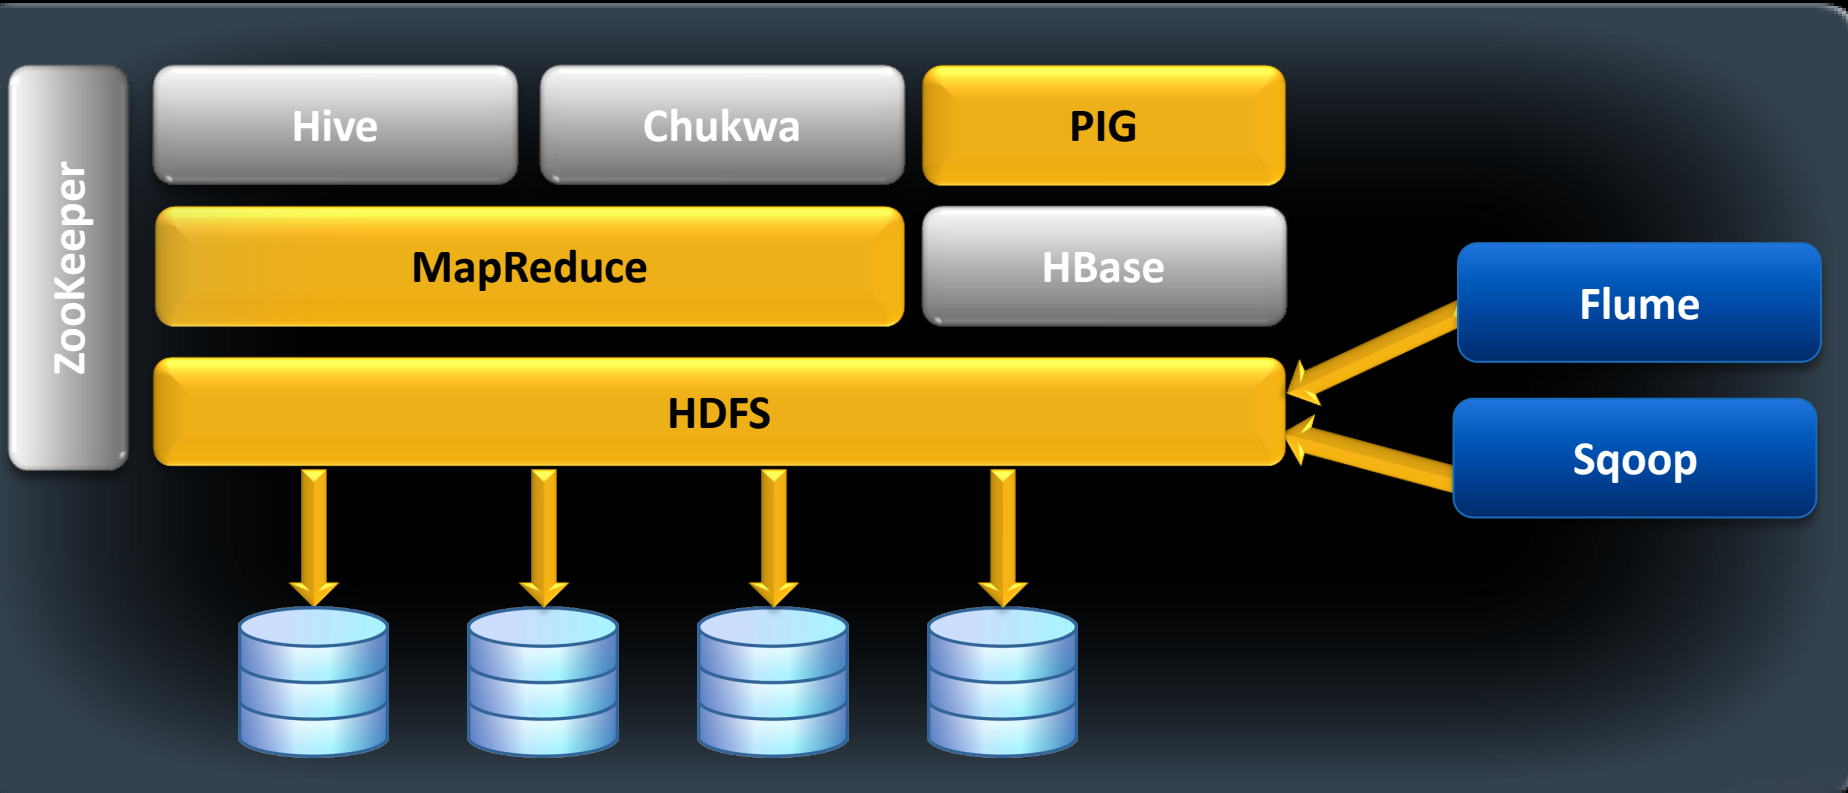 ZooKeeper
Hive
Chukwa
PIG
MapReduce
HBase
HDFS
Flume
Sqoop